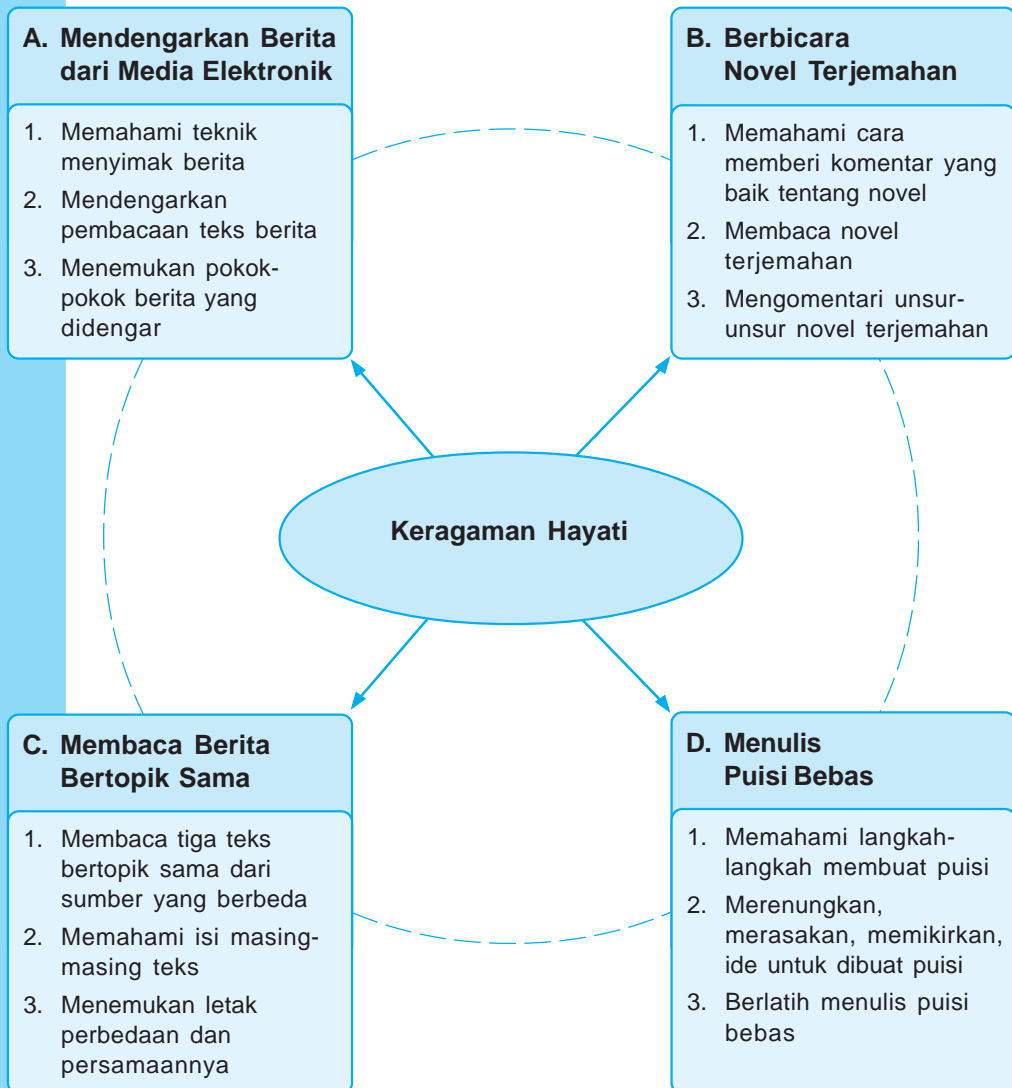 A. Mendengarkan Berita
dari Media Elektronik
1. Memahami teknik
menyimak berita
2. Mendengarkan
pembacaan teks berita
3. Menemukan pokok-
pokok berita yang
didengar
B. Berbicara
Novel Terjemahan
1. Memahami cara
memberi komentar yang
baik tentang novel
2. Membaca novel
terjemahan
3. Mengomentari unsur-
unsur novel terjemahan
Keragaman Hayati
C. Membaca Berita
Bertopik Sama
1. Membaca tiga teks
bertopik sama dari
sumber yang berbeda
2. Memahami isi masing-
masing teks
3. Menemukan letak
perbedaan dan
persamaannya
D. Menulis
Puisi Bebas
1. Memahami langkah-
langkah membuat puisi
2. Merenungkan,
merasakan, memikirkan,
ide untuk dibuat puisi
3. Berlatih menulis puisi
bebas